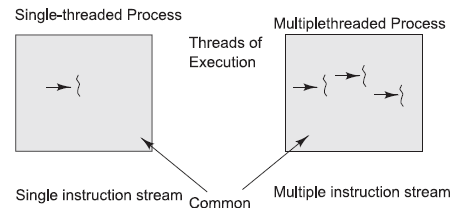 Single-threaded Process
Multiplethreaded Process
Threads of
Execution
Single instruction stream
Common
Multiple instruction stream